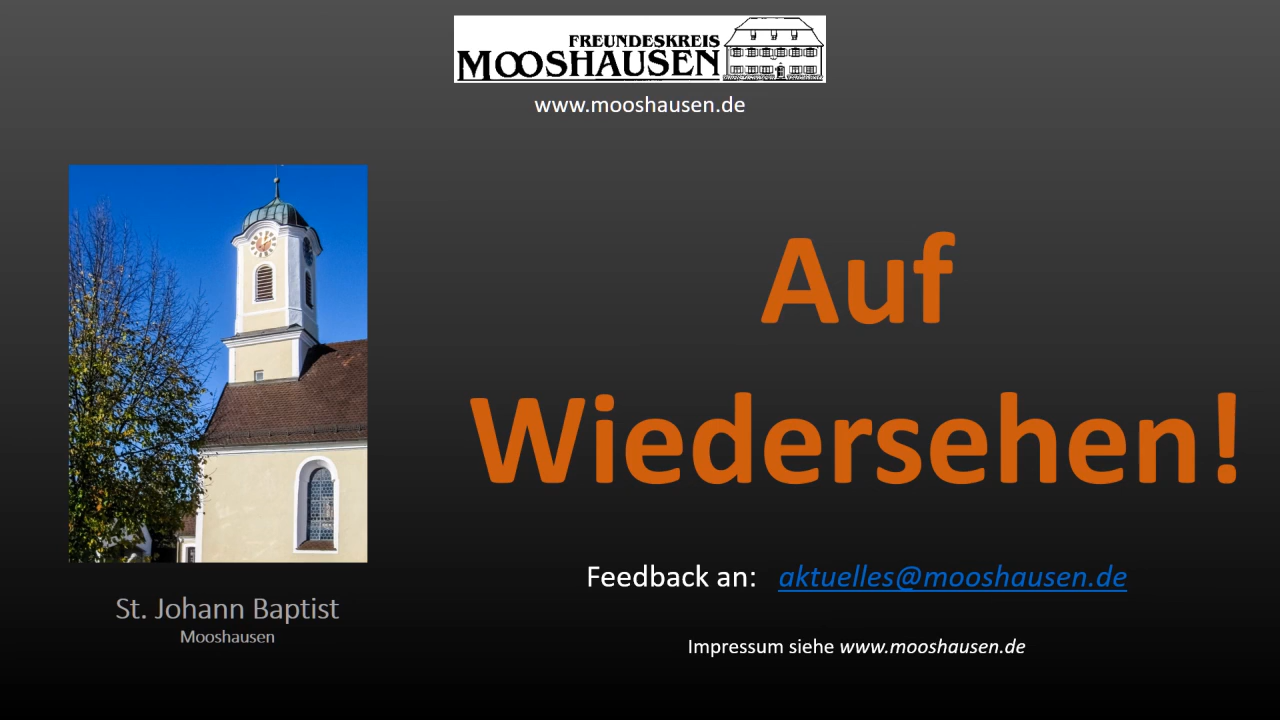 FREUNDESKREIS
MOOSHAUSEN
www.mooshausen.de
Auf
Wiedersehen!
Feedback an: aktuelles@mooshausen.de
St. Johann Baptist
Mooshausen
Impressum siehe www.mooshausen.de